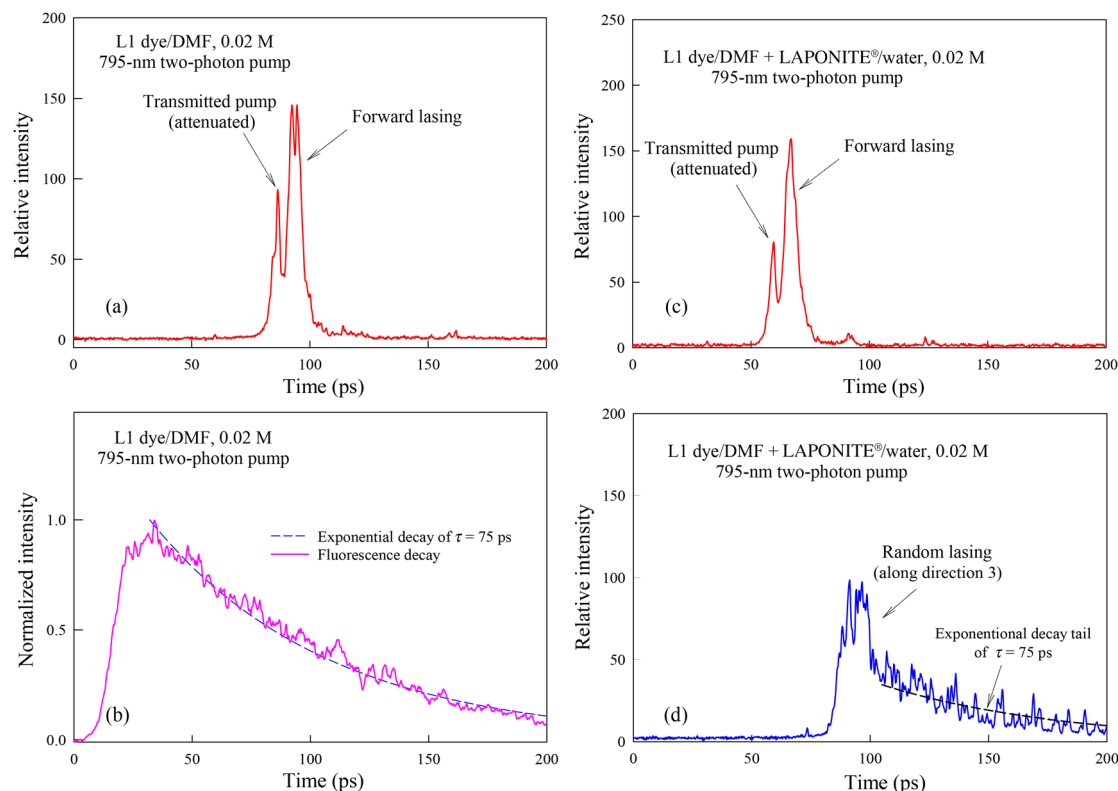 L1 dye/DMF, 0.02 M
795-nm two-photon pump
Transmitted pump
(attenuated)
Forward lasing
(a)
Relative intensity
200
150
100
50
0
0
50
100
150
200
Time (ps)
L1 dye/DMF + LAPONITE®/water, 0.02 M
795-nm two-photon pump
Transmitted pump
(attenuated)
Forward lasing
(c)
Relative intensity
250
200
150
100
50
0
0
50
100
150
200
Time (ps)
L1 dye/DMF, 0.02 M
795-nm two-photon pump
Exponential decay of τ = 75 ps
Fluorescence decay
(b)
Normalized intensity
1.0
0.5
0.0
0
50
100
150
200
Time (ps)
L1 dye/DMF + LAPONITE®/water, 0.02 M
795-nm two-photon pump
Random lasing
(along direction 3)
Exponentional decay tail
of τ = 75 ps
(d)
Relative intensity
200
150
100
50
0
0
50
100
150
200
Time (ps)